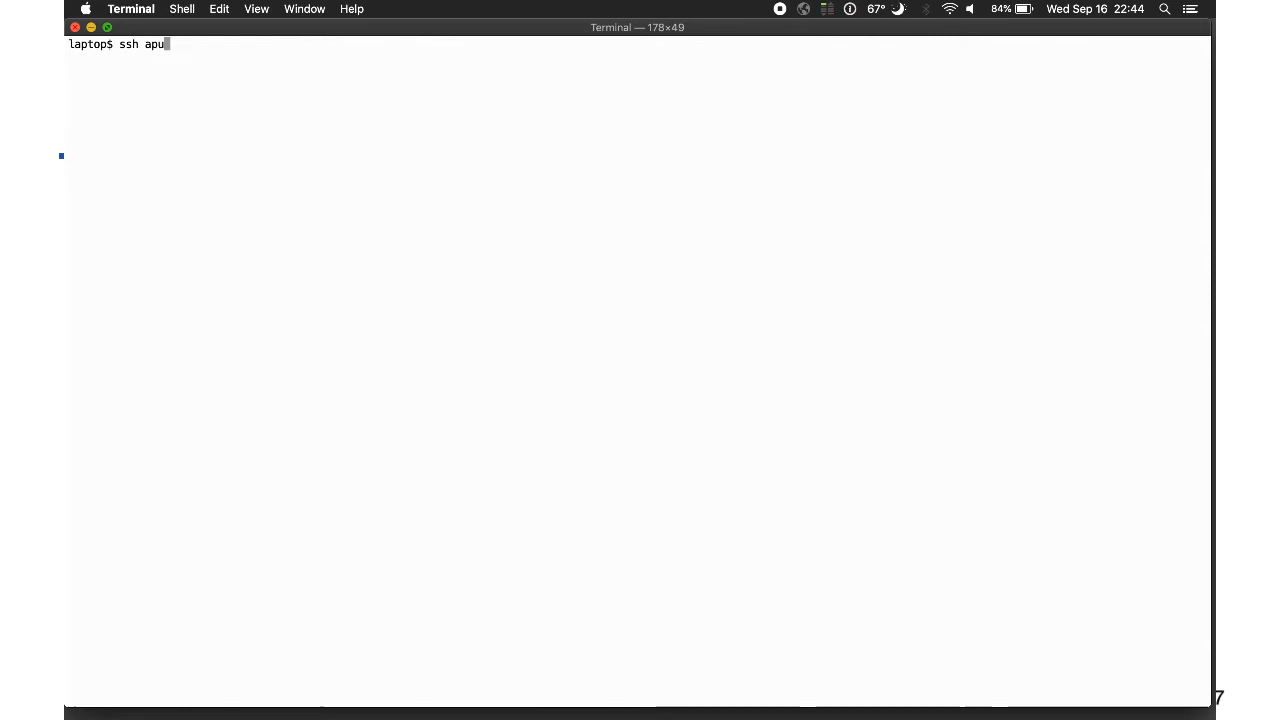 Terminal Shell Edit View Window Help 67° 84% Wed Sep 16 22:44
Terminal — 178×49
laptop$ ssh apu
7